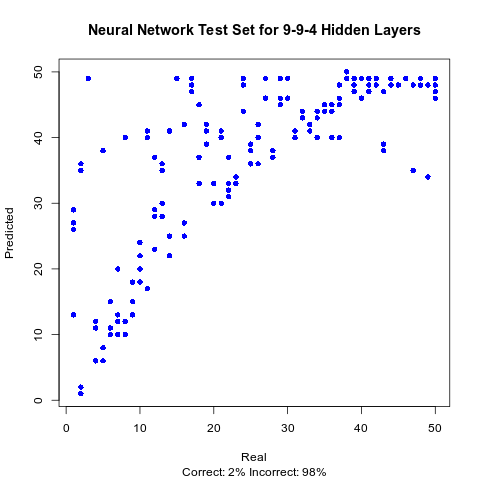 Neural Network Test Set for 9-9-4 Hidden Layers
Predicted
50
40
30
20
10
0
0 10 20 30 40 50
Real
Correct: 2% Incorrect: 98%